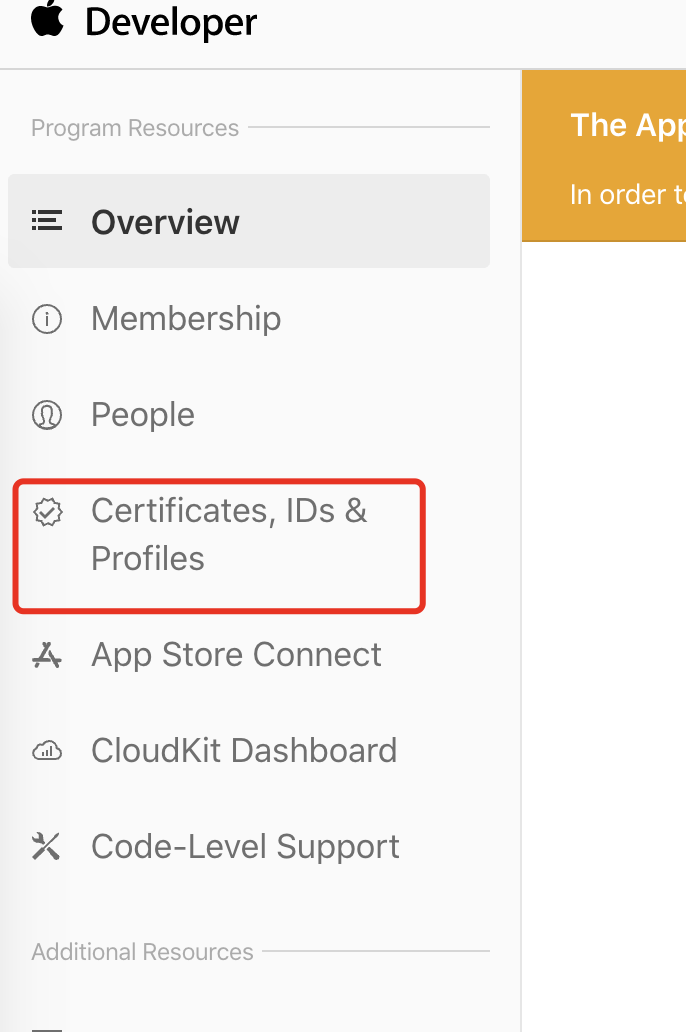 Developer
Program Resources
The App
In order t
Overview
Membership
People
Certificates, IDs &
Profiles
App Store Connect
CloudKit Dashboard
Code-Level Support
Additional Resources